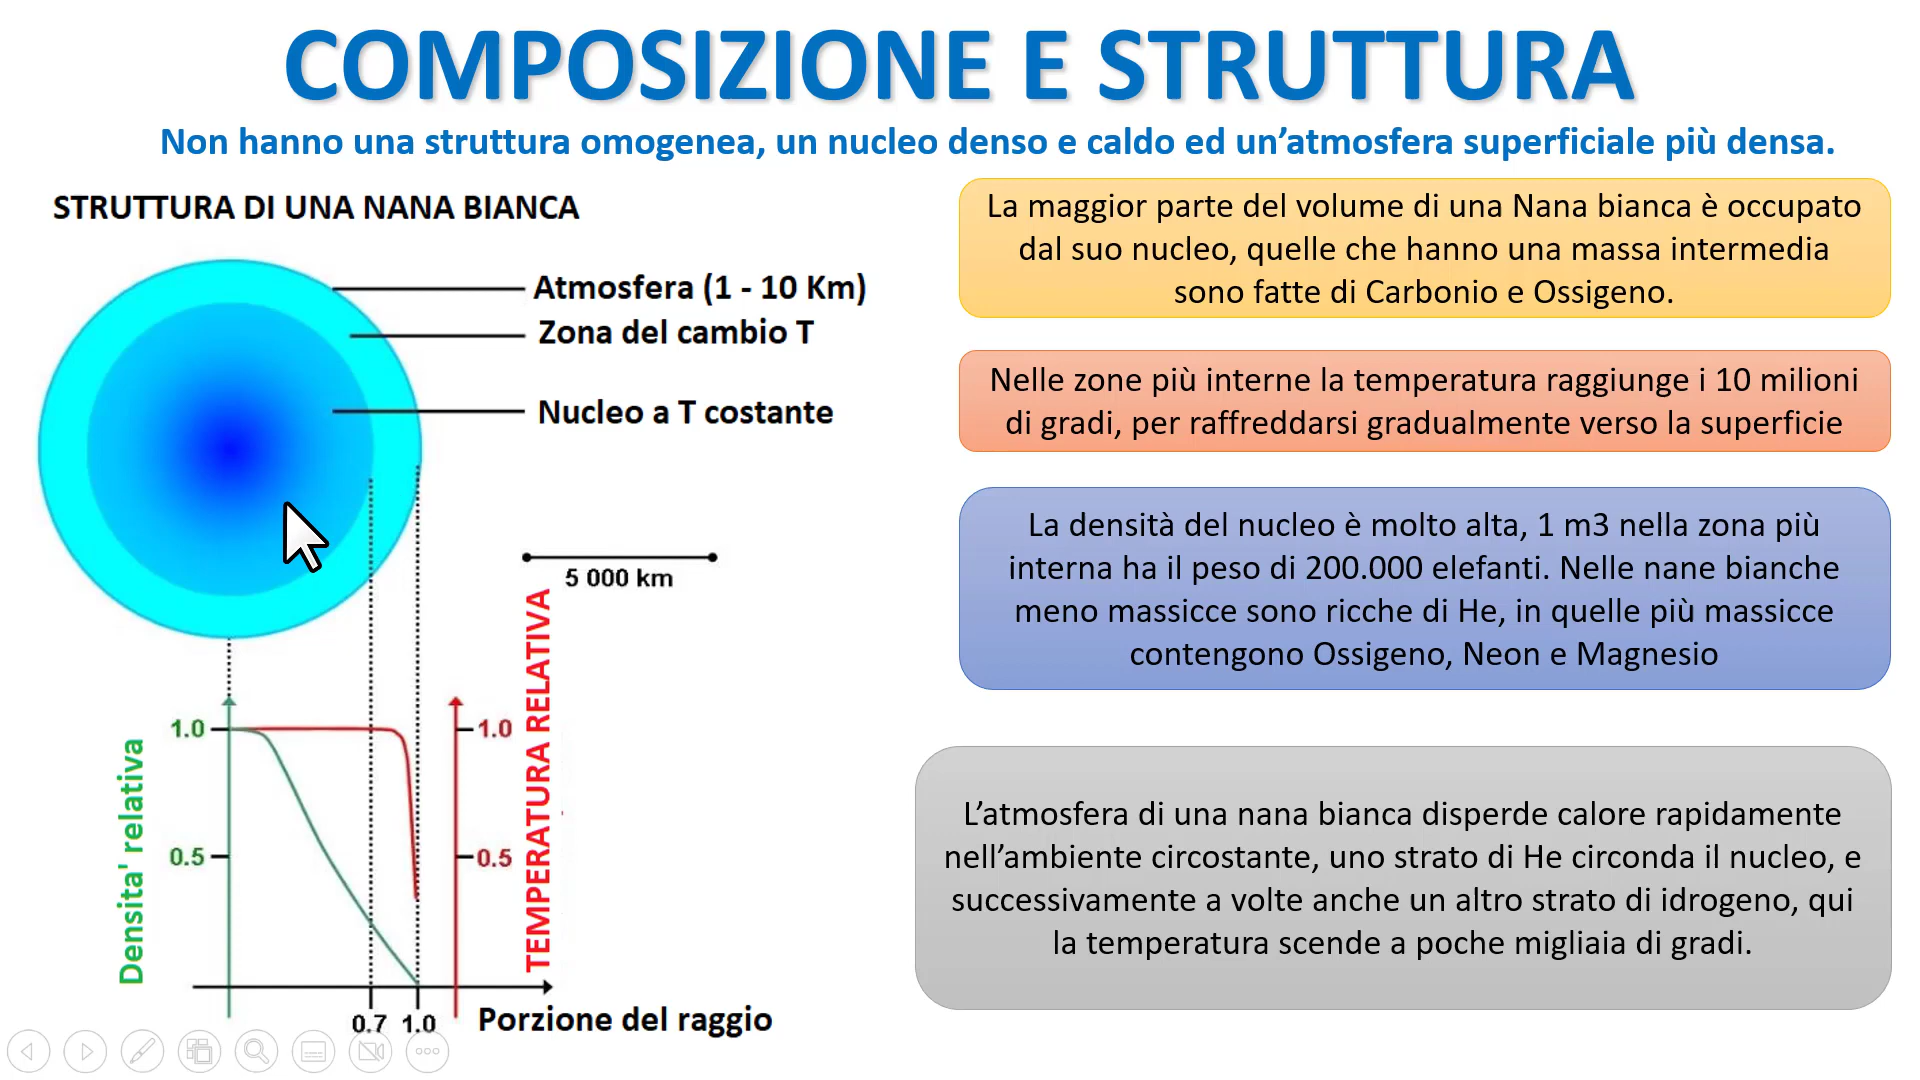 COMPOSIZIONE E STRUTTURA
Non hanno una struttura omogenea, un nucleo denso e caldo ed un’atmosfera superficiale più densa.
STRUTTURA DI UNA NANA BIANCA
Atmosfera (1 - 10 Km)
Zona del cambio T
Nucleo a T costante
5 000 km
1.0
0.5
Densita' relativa
1.0
0.5
TEMPERATURA RELATIVA
0.7
1.0
Porzione del raggio
La maggior parte del volume di una Nana bianca è occupato
dal suo nucleo, quelle che hanno una massa intermedia
sono fatte di Carbonio e Ossigeno.
Nelle zone più interne la temperatura raggiunge i 10 milioni
di gradi, per raffreddarsi gradualmente verso la superficie
La densità del nucleo è molto alta, 1 m3 nella zona più
interna ha il peso di 200.000 elefanti. Nelle nane bianche
meno massicce sono ricche di He, in quelle più massicce
contengono Ossigeno, Neon e Magnesio
L’atmosfera di una nana bianca disperde calore rapidamente
nell’ambiente circostante, uno strato di He circonda il nucleo, e
successivamente a volte anche un altro strato di idrogeno, qui
la temperatura scende a poche migliaia di gradi.